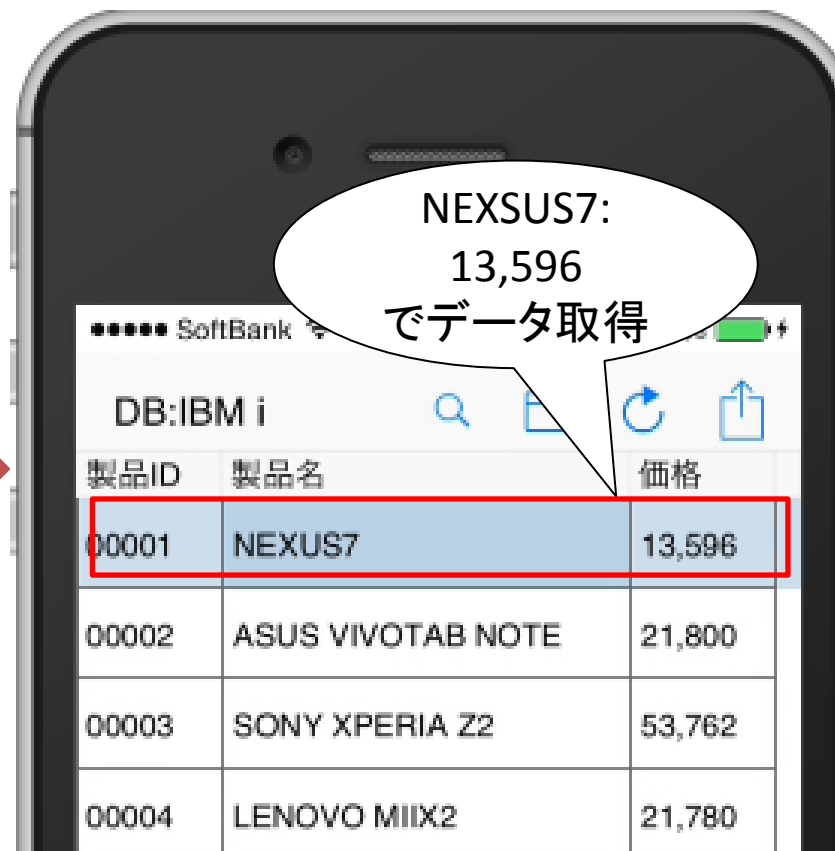 NEXSUS7:
13,596
でデータ取得
SoftBank
DB:IBM i
製品ID 製品名 価格
00001 NEXUS7 13,596
00002 ASUS VIVOTAB NOTE 21,800
00003 SONY XPERIA Z2 53,762
00004 LENOVO MIIX2 21,780